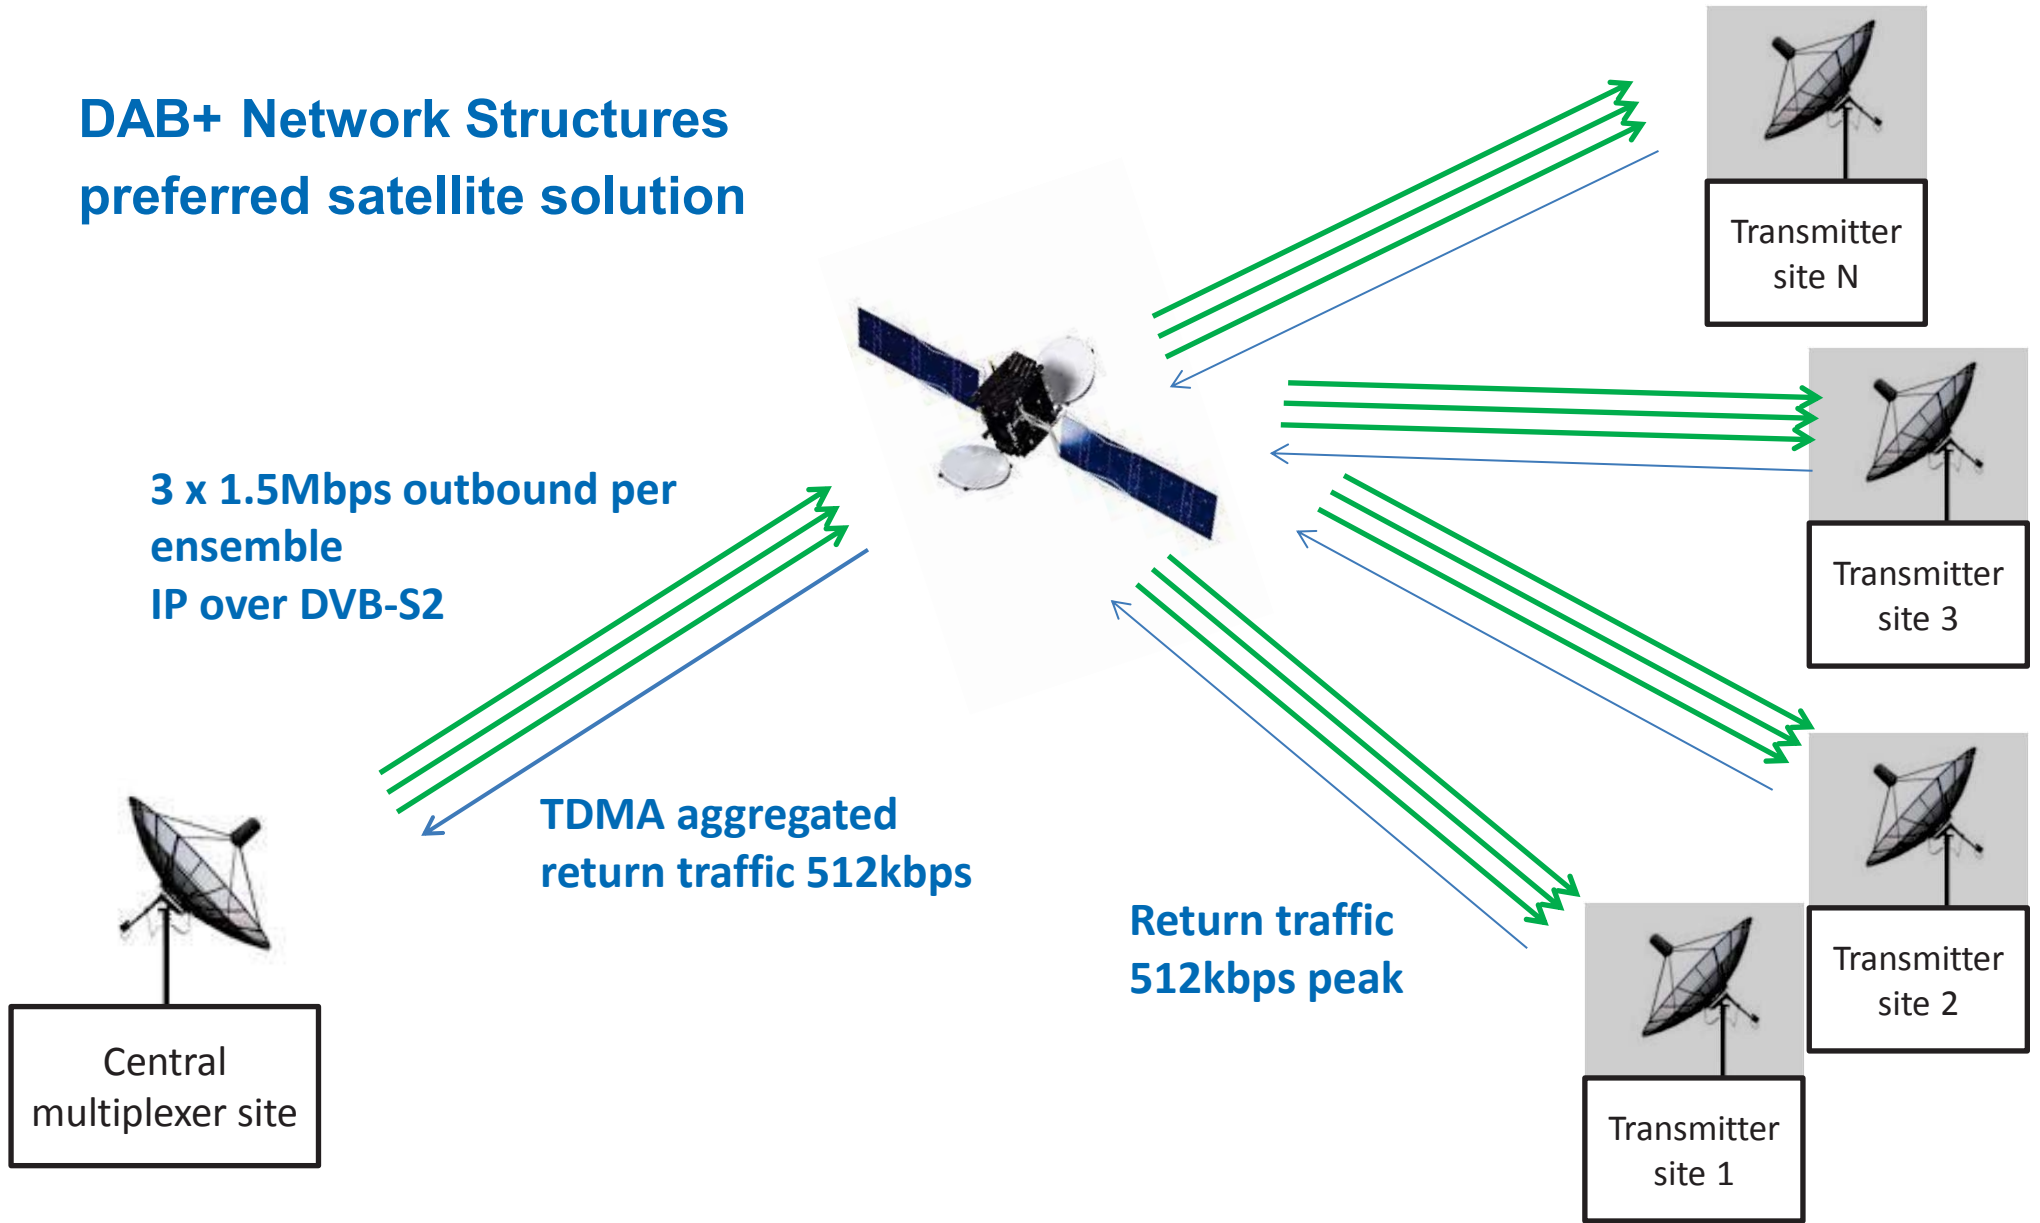 DAB+ Network Structures
preferred satellite solution
Transmitter
site N
3 x 1.5Mbps outbound per
ensemble
IP over DVB-S2
Transmitter
site 3
TDMA aggregated
return traffic 512kbps
Return traffic
512kbps peak
Transmitter
site 2
Central
multiplexer site
Transmitter
site 1